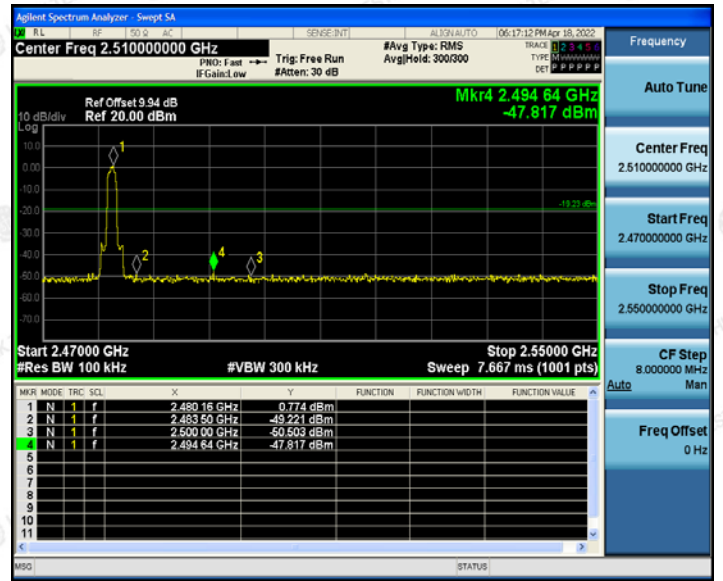 Agilent Spectrum Analyzer - Swept SA
RL RF 50 Ω AC SENSE:INT ALIGN AUTO 06:17:12 PM Apr 18, 2022
Center Freq 2.510000000 GHz
PNO: Fast
IFGain:Low
Trig: Free Run
#Atten: 30 dB
#Avg Type: RMS
Avg|Hold: 300/300
TRACE 1 2 3 4 5 6
TYPE
DET P P P P P P
Frequency
Auto Tune
Center Freq
2.510000000 GHz
Start Freq
2.470000000 GHz
Stop Freq
2.550000000 GHz
CF Step
8.000000 MHz
Auto Man
Freq Offset
0 Hz
Mkr4 2.494 64 GHz
-47.817 dBm
Ref Offset 9.94 dB
10 dB/div Ref 20.00 dBm
Log
10.0
0.00
-10.0
-20.0
-30.0
-40.0
-50.0
-60.0
-70.0
-19.23 dBm
1
2
4
3
Start 2.47000 GHz Stop 2.55000 GHz
#Res BW 100 kHz #VBW 300 kHz Sweep 7.667 ms (1001 pts)
MKR MODE TRC SCL X Y FUNCTION FUNCTION WIDTH FUNCTION VALUE
1 N 1 f 2.480 16 GHz 0.774 dBm
2 N 1 f 2.483 50 GHz -49.221 dBm
3 N 1 f 2.500 00 GHz -50.503 dBm
4 N 1 f 2.494 64 GHz -47.817 dBm
5
6
7
8
9
10
11
MSG STATUS